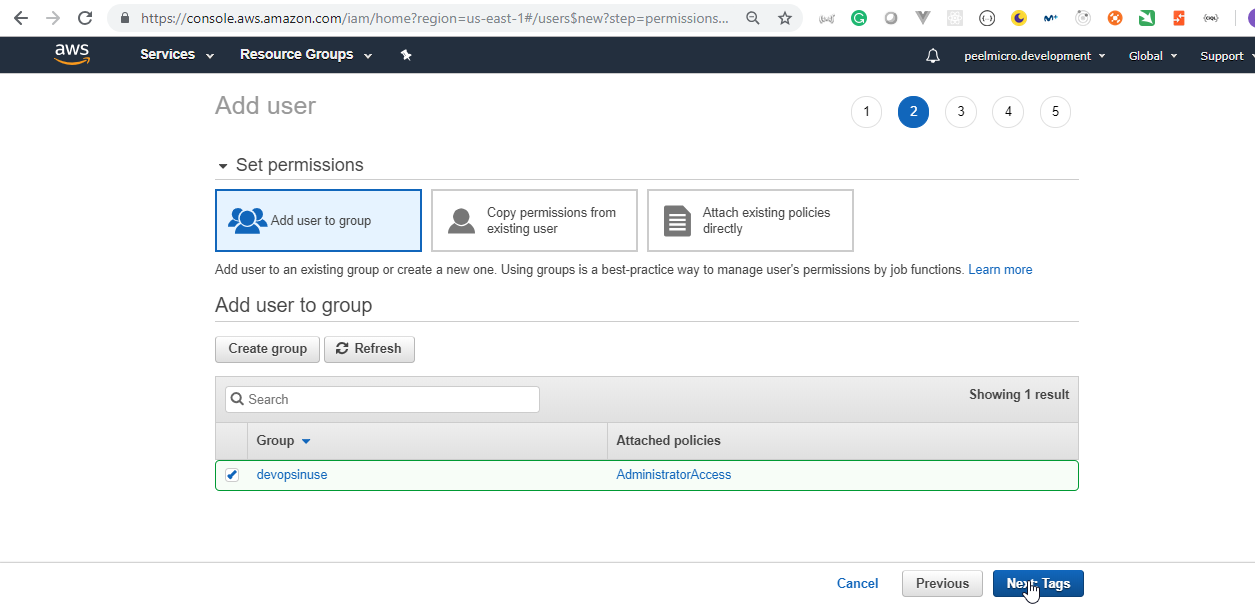 https://console.aws.amazon.com/iam/home?region=us-east-1#/users$new?step=permissions...
aws Services Resource Groups peelmicro.development Global Support
Add user 1 2 3 4 5
Set permissions
Add user to group
Copy permissions from
existing user
Attach existing policies
directly
Add user to an existing group or create a new one. Using groups is a best-practice way to manage user's permissions by job functions. Learn more
Add user to group
Create group Refresh
Search Showing 1 result
Group Attached policies
devopsinuse AdministratorAccess
Cancel Previous Next: Tags